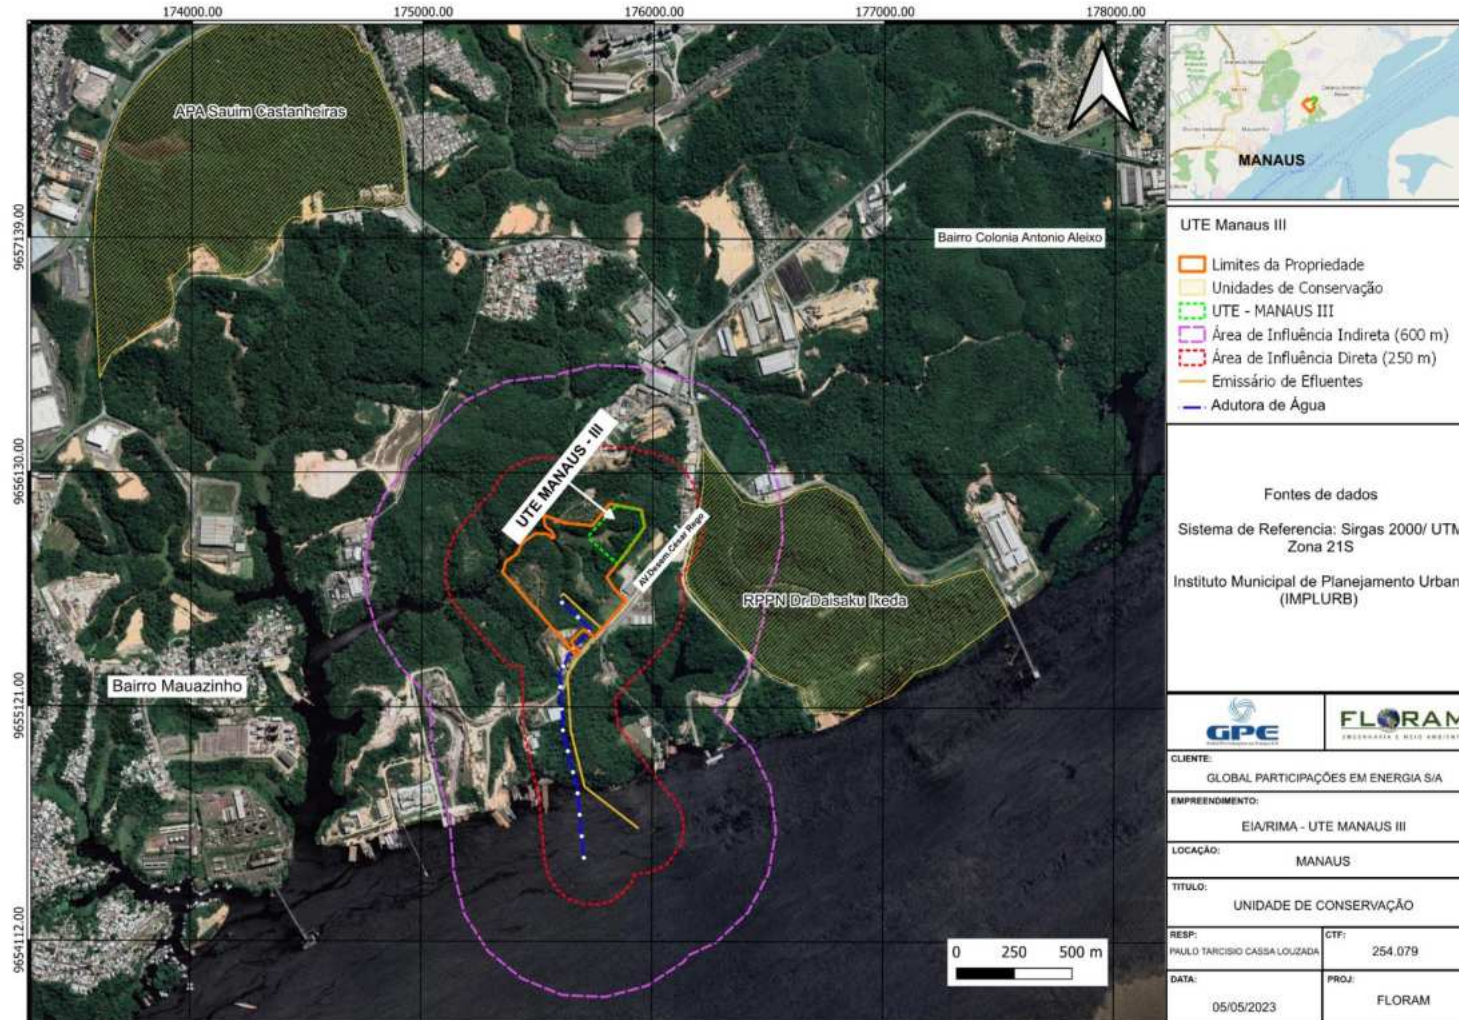 174000.00
175000.00
176000.00
177000.00
178000.00
9657139.00
9656130.00
9655121.00
9654112.00
APA Sauim Castanheiras
Bairro Colonia Antonio Aleixo
UTE MANAUS - III
AV.Desem.César Rego
RPPN Dr.Daisaku Ikeda
Bairro Mauazinho
0 250 500 m
MANAUS
UTE Manaus III
Limites da Propriedade
Unidades de Conservação
UTE - MANAUS III
Área de Influência Indireta (600 m)
Área de Influência Direta (250 m)
Emissário de Efluentes
Adutora de Água
Fontes de dados
Sistema de Referencia: Sirgas 2000/ UTM
Zona 21S
Instituto Municipal de Planejamento Urban
(IMPLURB)
GPE
FLORAM
ENGENHARIA E MEIO AMBIENT
CLIENTE:
GLOBAL PARTICIPAÇÕES EM ENERGIA S/A
EMPREENDIMENTO:
EIA/RIMA - UTE MANAUS III
LOCAÇÃO:
MANAUS
TITULO:
UNIDADE DE CONSERVAÇÃO
RESP:
PAULO TARCISIO CASSA LOUZADA
CTF:
254.079
DATA:
05/05/2023
PROJ:
FLORAM